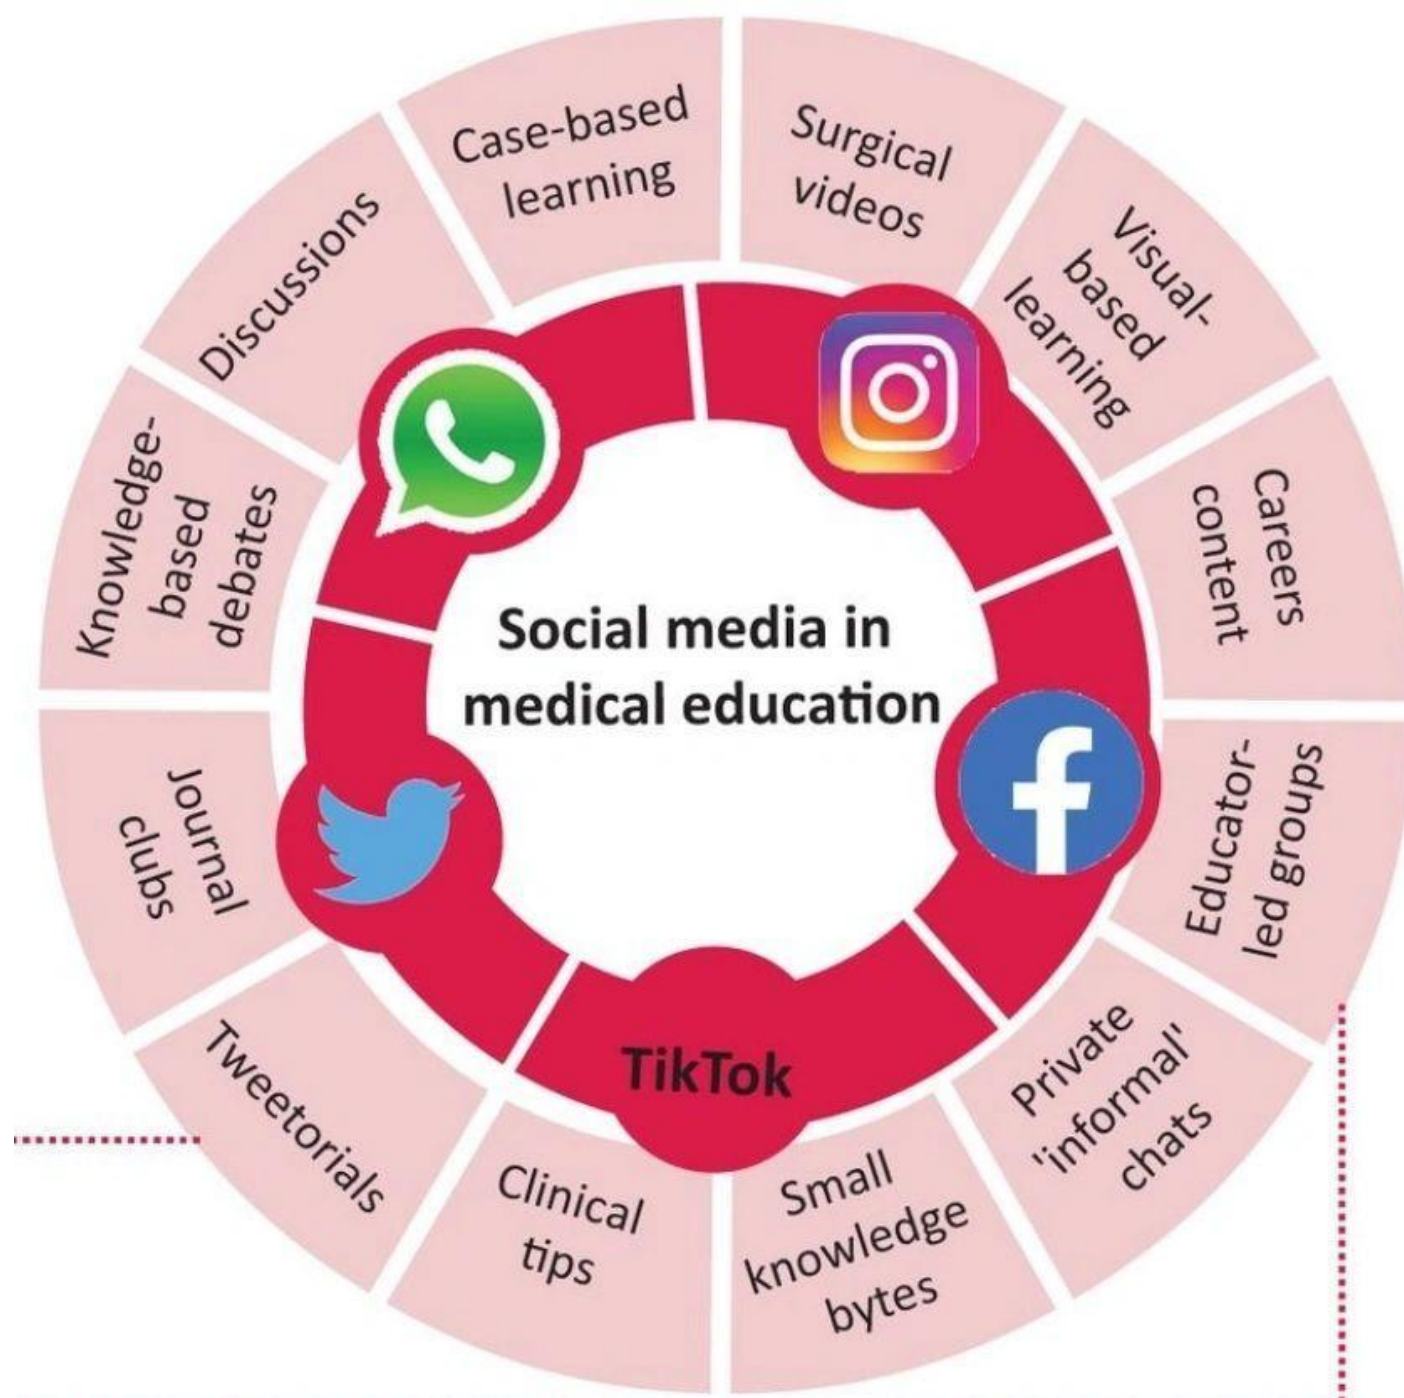 Social media in
medical education
Case-based
learning
Surgical
videos
Visual-
based
learning
Careers
content
Educator-
led groups
Private
'informal'
chats
Small
knowledge
bytes
Clinical
tips
Tweetorials
Journal
clubs
Knowledge-
based
debates
Discussions
TikTok